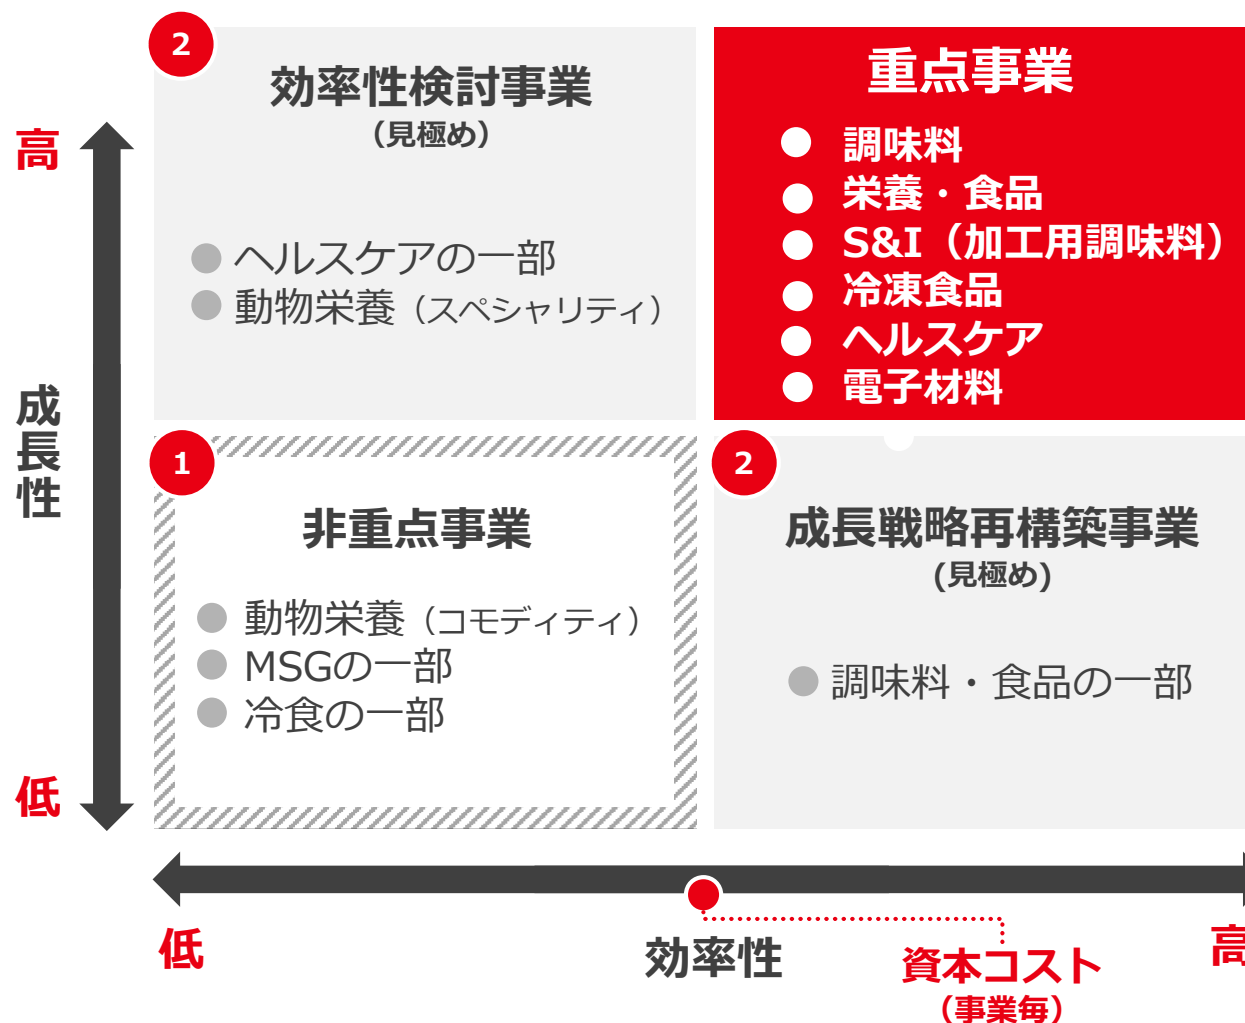 2
効率性検討事業
（見極め）
ヘルスケアの一部
動物栄養（スペシャリティ）
重点事業
調味料
栄養・食品
S&I（加工用調味料）
冷凍食品
ヘルスケア
電子材料
高
成長性
低
1
非重点事業
動物栄養（コモディティ）
MSGの一部
冷食の一部
2
成長戦略再構築事業
(見極め)
調味料・食品の一部
低
効率性
高
資本コスト
（事業毎）